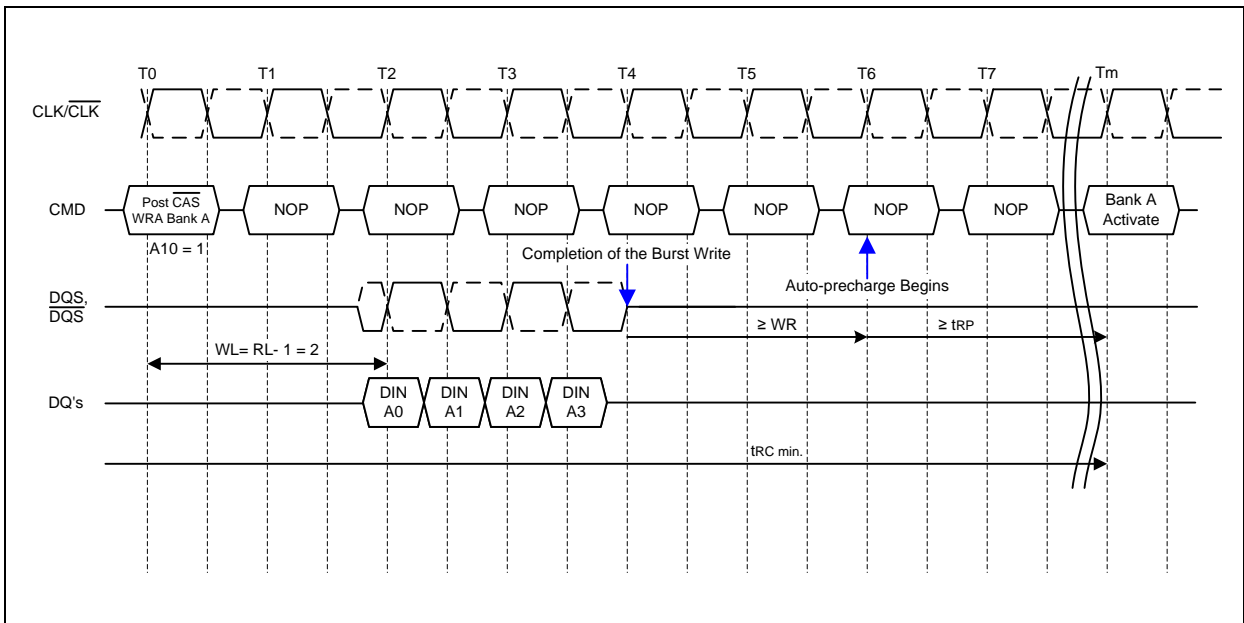 T0 T1 T2 T3 T4 T5 T6 T7 Tm
CLK/CLK
CMD
Post CAS
WRA Bank A
NOP NOP NOP NOP NOP NOP NOP
Bank A
Activate
A10 = 1
Completion of the Burst Write
Auto-precharge Begins
DQS,
DQS
≥ WR
≥ tRP
WL= RL- 1 = 2
DQ's
DIN
A0
DIN
A1
DIN
A2
DIN
A3
tRC min.